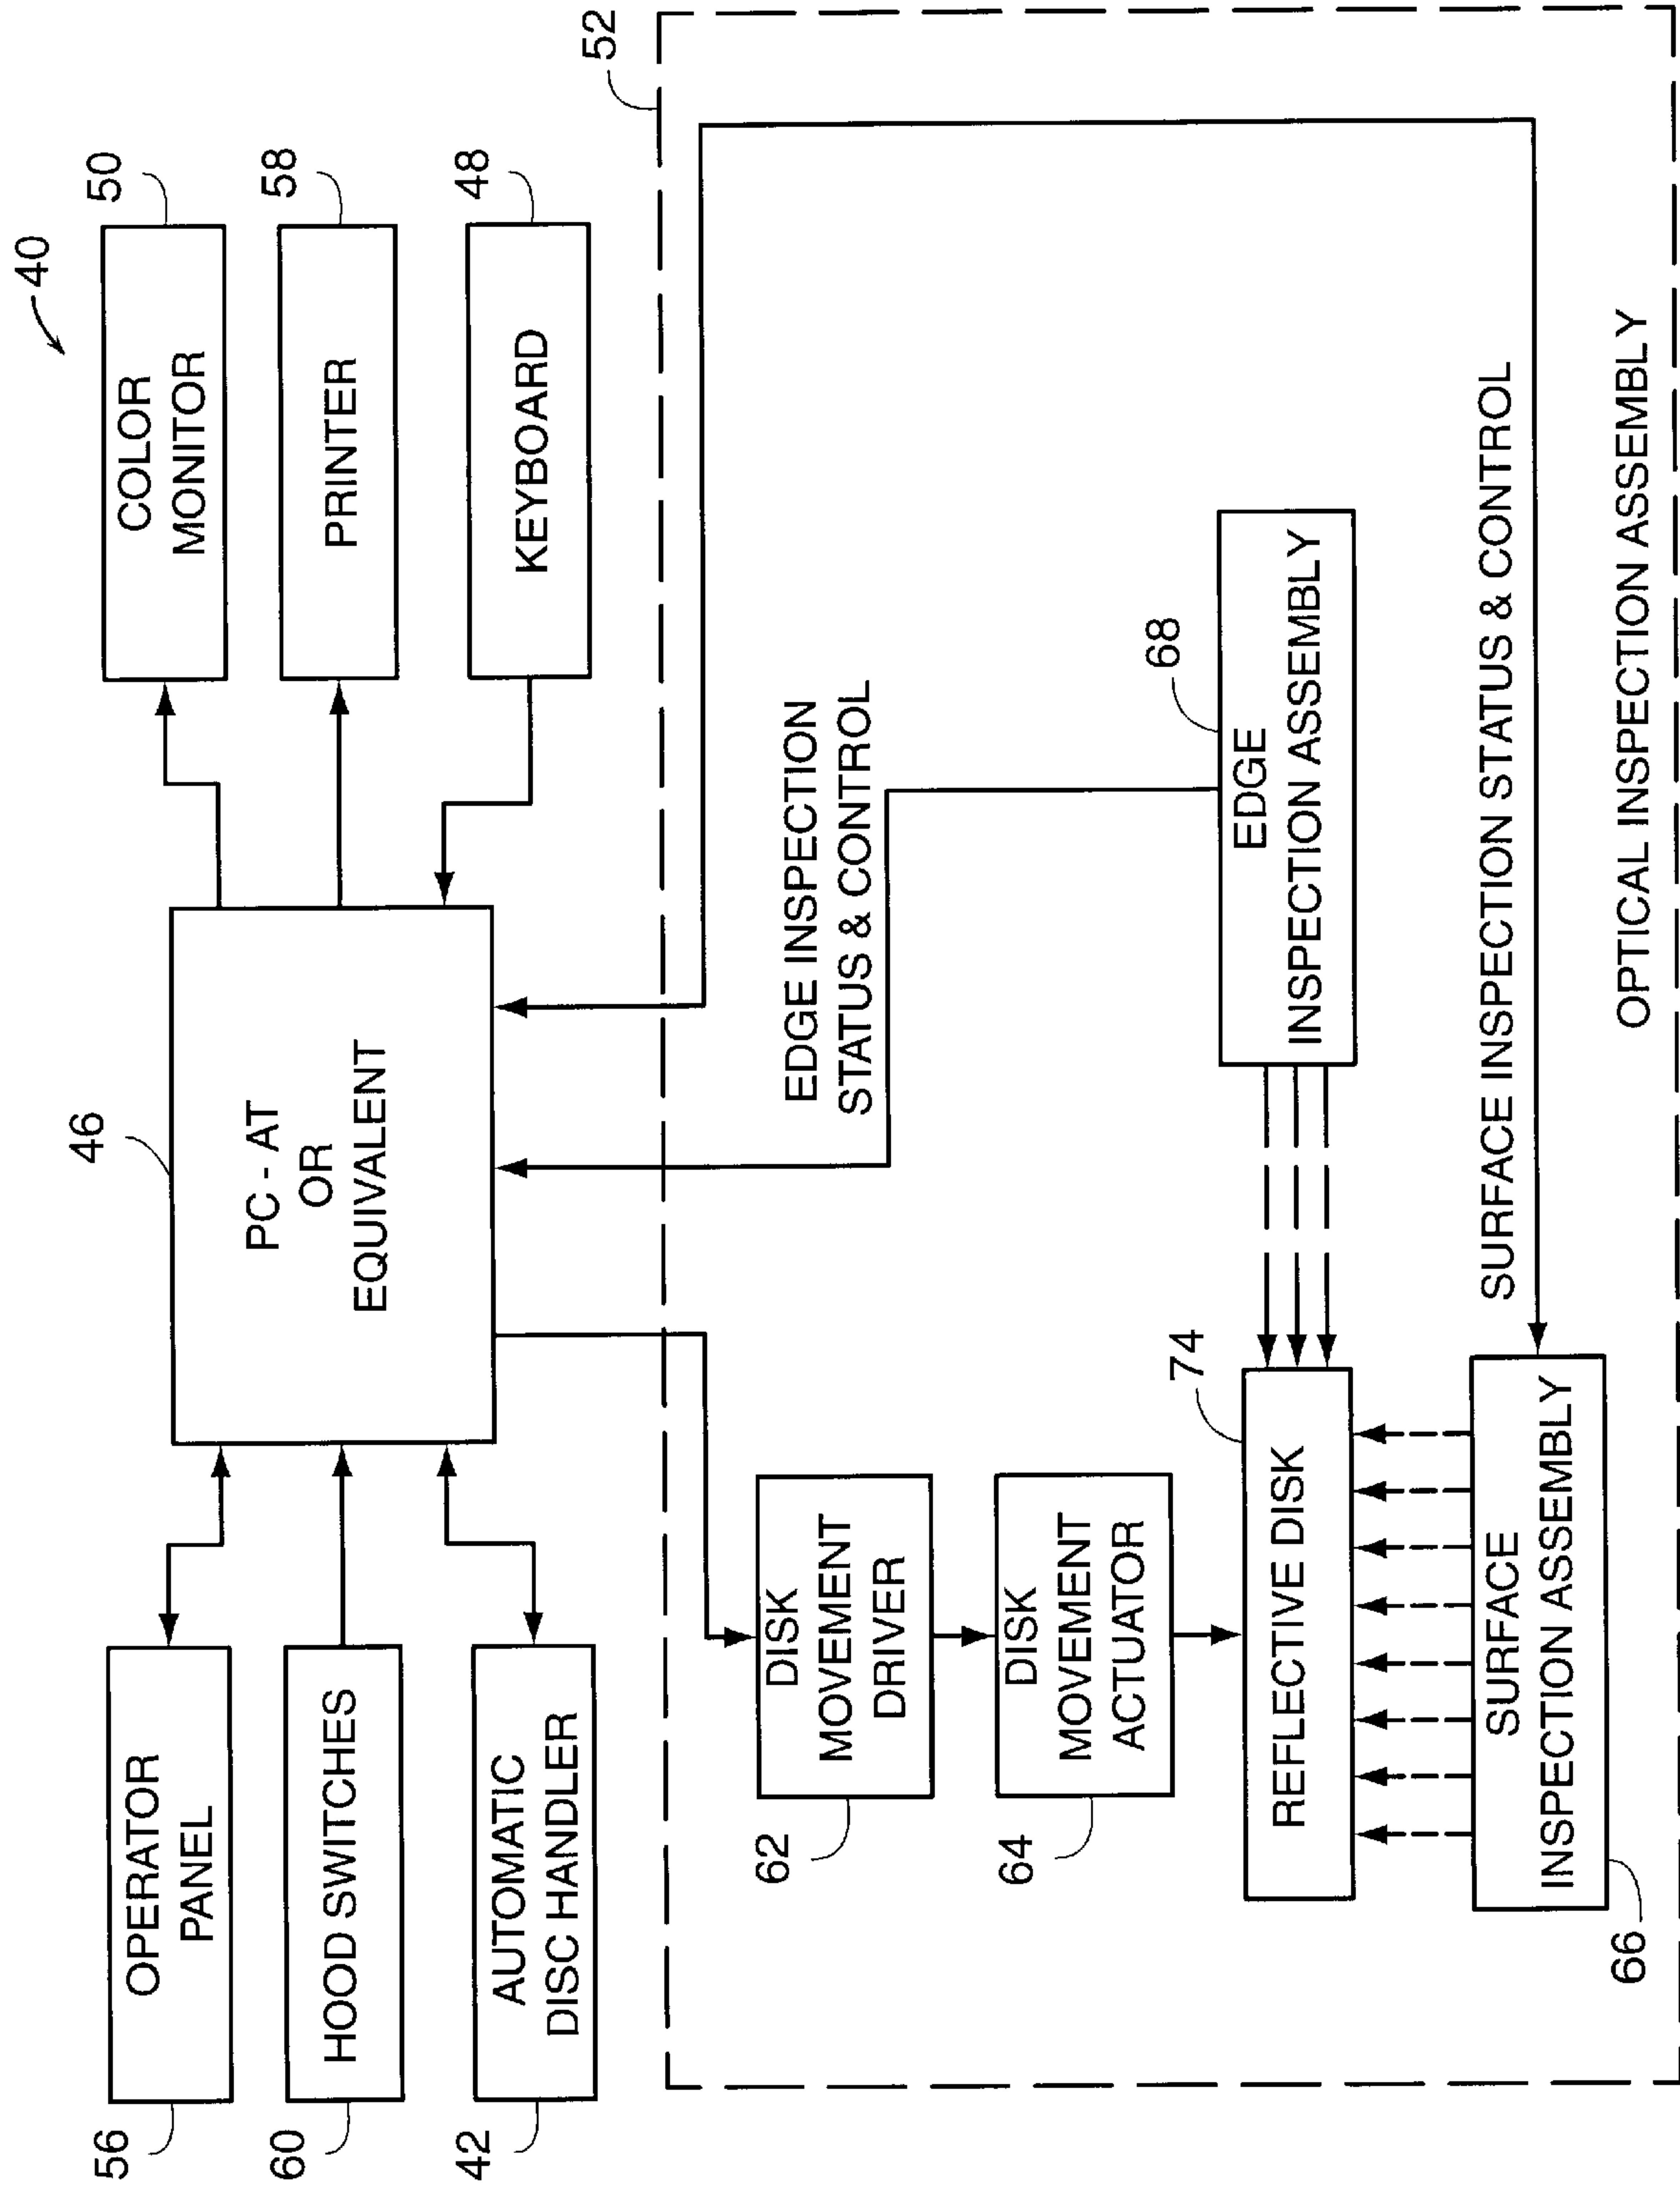 40
56
OPERATOR
PANEL
60
HOOD SWITCHES
42
AUTOMATIC
DISC HANDLER
46
PC - AT
OR
EQUIVALENT
50
COLOR
MONITOR
58
PRINTER
48
KEYBOARD
52
62
DISK
MOVEMENT
DRIVER
64
DISK
MOVEMENT
ACTUATOR
EDGE INSPECTION
STATUS & CONTROL
74
REFLECTIVE DISK
68
EDGE
INSPECTION ASSEMBLY
66
SURFACE
INSPECTION ASSEMBLY
SURFACE INSPECTION STATUS & CONTROL
OPTICAL INSPECTION ASSEMBLY